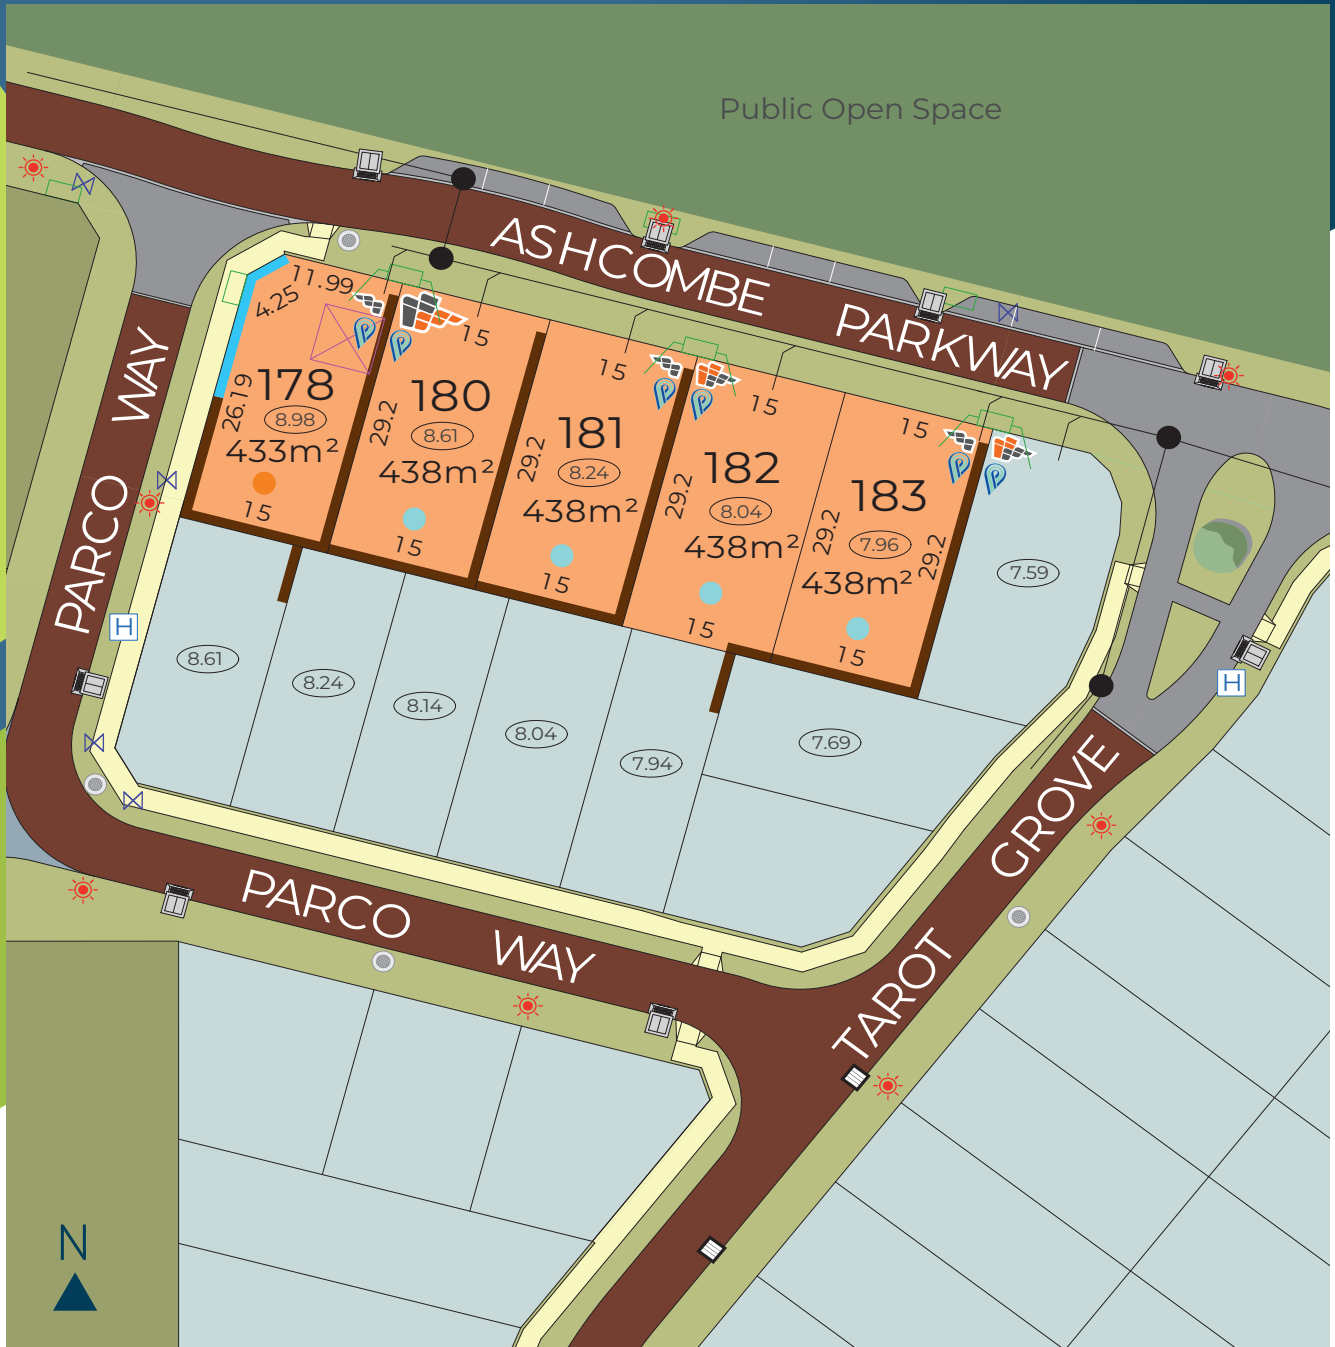 Public Open Space
ASHCOMBE PARKWAY
PARCO WAY
11.99
4.25
26.19
178
8.98
433m²
15
15
29.2
180
8.61
438m²
15
15
29.2
181
8.24
438m²
15
15
29.2
182
8.04
438m²
15
15
29.2
183
7.96
438m²
29.2
15
7.59
H
H
8.61
8.24
8.14
8.04
7.94
7.69
PARCO WAY
TAROT GROVE
N